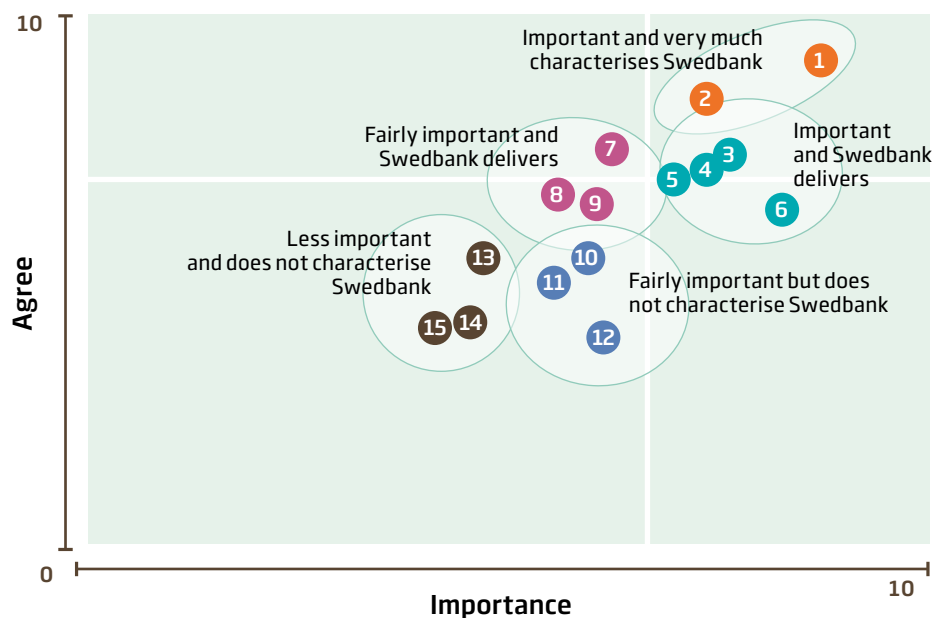 10
Important and very much
characterises Swedbank
1
2
Fairly important and
Swedbank delivers
7
8
9
Important
and Swedbank
delivers
3
4
5
6
Less important
and does not characterise
Swedbank
13
14
15
10
11
12
Fairly important but does
not characterise Swedbank
Agree
0
10
Importance